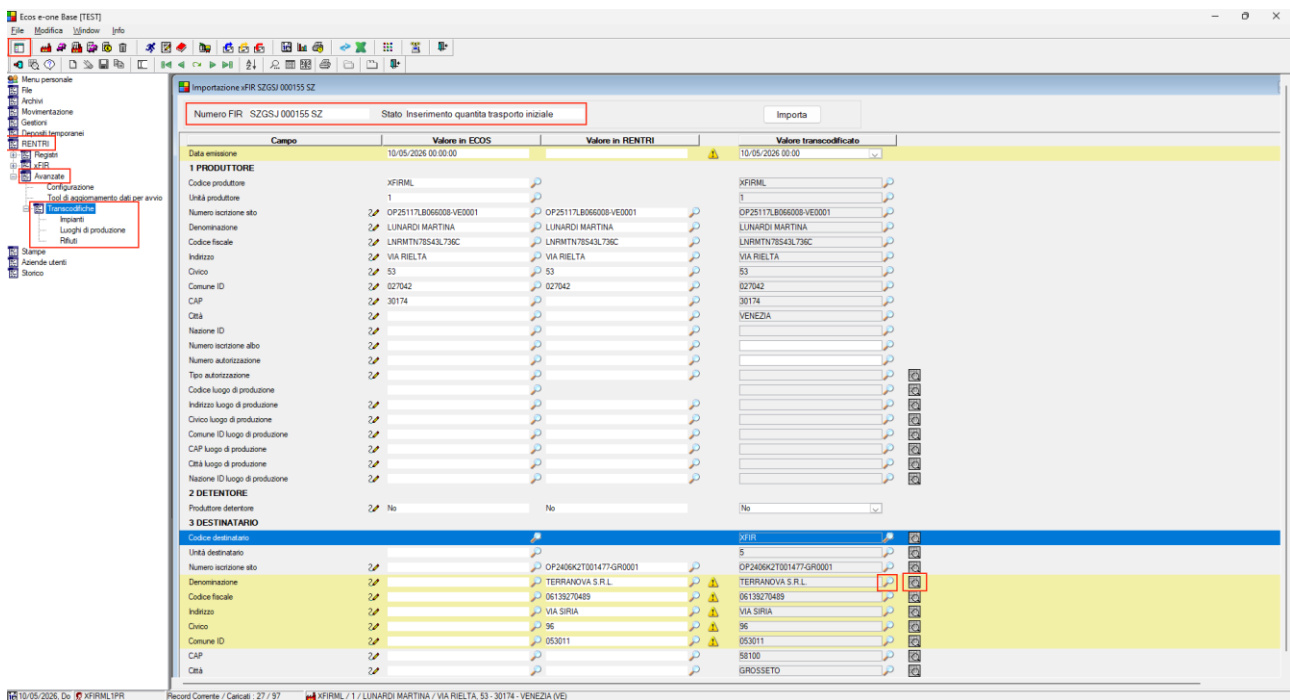 Ecos e-one Base [TEST]
File Modifica Window Info
Menu personale
File
Archivi
Movimentazione
Gestioni
Depositi temporanei
RENTRI
Registri
xFIR
Avanzate
Configurazione
Tool di aggiornamento dati per avvio
Transcodifiche
Impianti
Luoghi di produzione
Rifiuti
Stampe
Aziende utenti
Storico
Importazione xFIR SZGSJ 000155 SZ
Numero FIR SZGSJ 000155 SZ Stato Inserimento quantita trasporto iniziale Importa
Campo Valore in ECOS Valore in RENTRI Valore transcodificato
Data emissione 10/05/2026 00:00:00 10/05/2026 00:00
1 PRODUTTORE
Codice produttore XFIRML XFIRML
Unità produttore 1 1
Numero iscrizione sito OP25117LB066008-VE0001 OP25117LB066008-VE0001 OP25117LB066008-VE0001
Denominazione LUNARDI MARTINA LUNARDI MARTINA LUNARDI MARTINA
Codice fiscale LNRMTN78S43L736C LNRMTN78S43L736C LNRMTN78S43L736C
Indirizzo VIA RIELTA VIA RIELTA VIA RIELTA
Civico 53 53 53
Comune ID 027042 027042 027042
CAP 30174 30174
Città VENEZIA
Nazione ID
Numero iscrizione albo
Numero autorizzazione
Tipo autorizzazione
Codice luogo di produzione
Indirizzo luogo di produzione
Civico luogo di produzione
Comune ID luogo di produzione
CAP luogo di produzione
Città luogo di produzione
Nazione ID luogo di produzione
2 DETENTORE
Produttore detentore No No No
3 DESTINATARIO
Codice destinatario XFIR
Unità destinatario 5
Numero iscrizione sito OP2406K2T001477-GR0001 OP2406K2T001477-GR0001
Denominazione TERRANOVA S.R.L. TERRANOVA S.R.L.
Codice fiscale 06139270489 06139270489
Indirizzo VIA SIRIA VIA SIRIA
Civico 96 96
Comune ID 053011 053011
CAP 58100
Città GROSSETO
10/05/2026, Do XFIRML1PR Record Corrente / Caricati : 27 / 97 XFIRML / 1 / LUNARDI MARTINA / VIA RIELTA, 53 - 30174 - VENEZIA (VE)